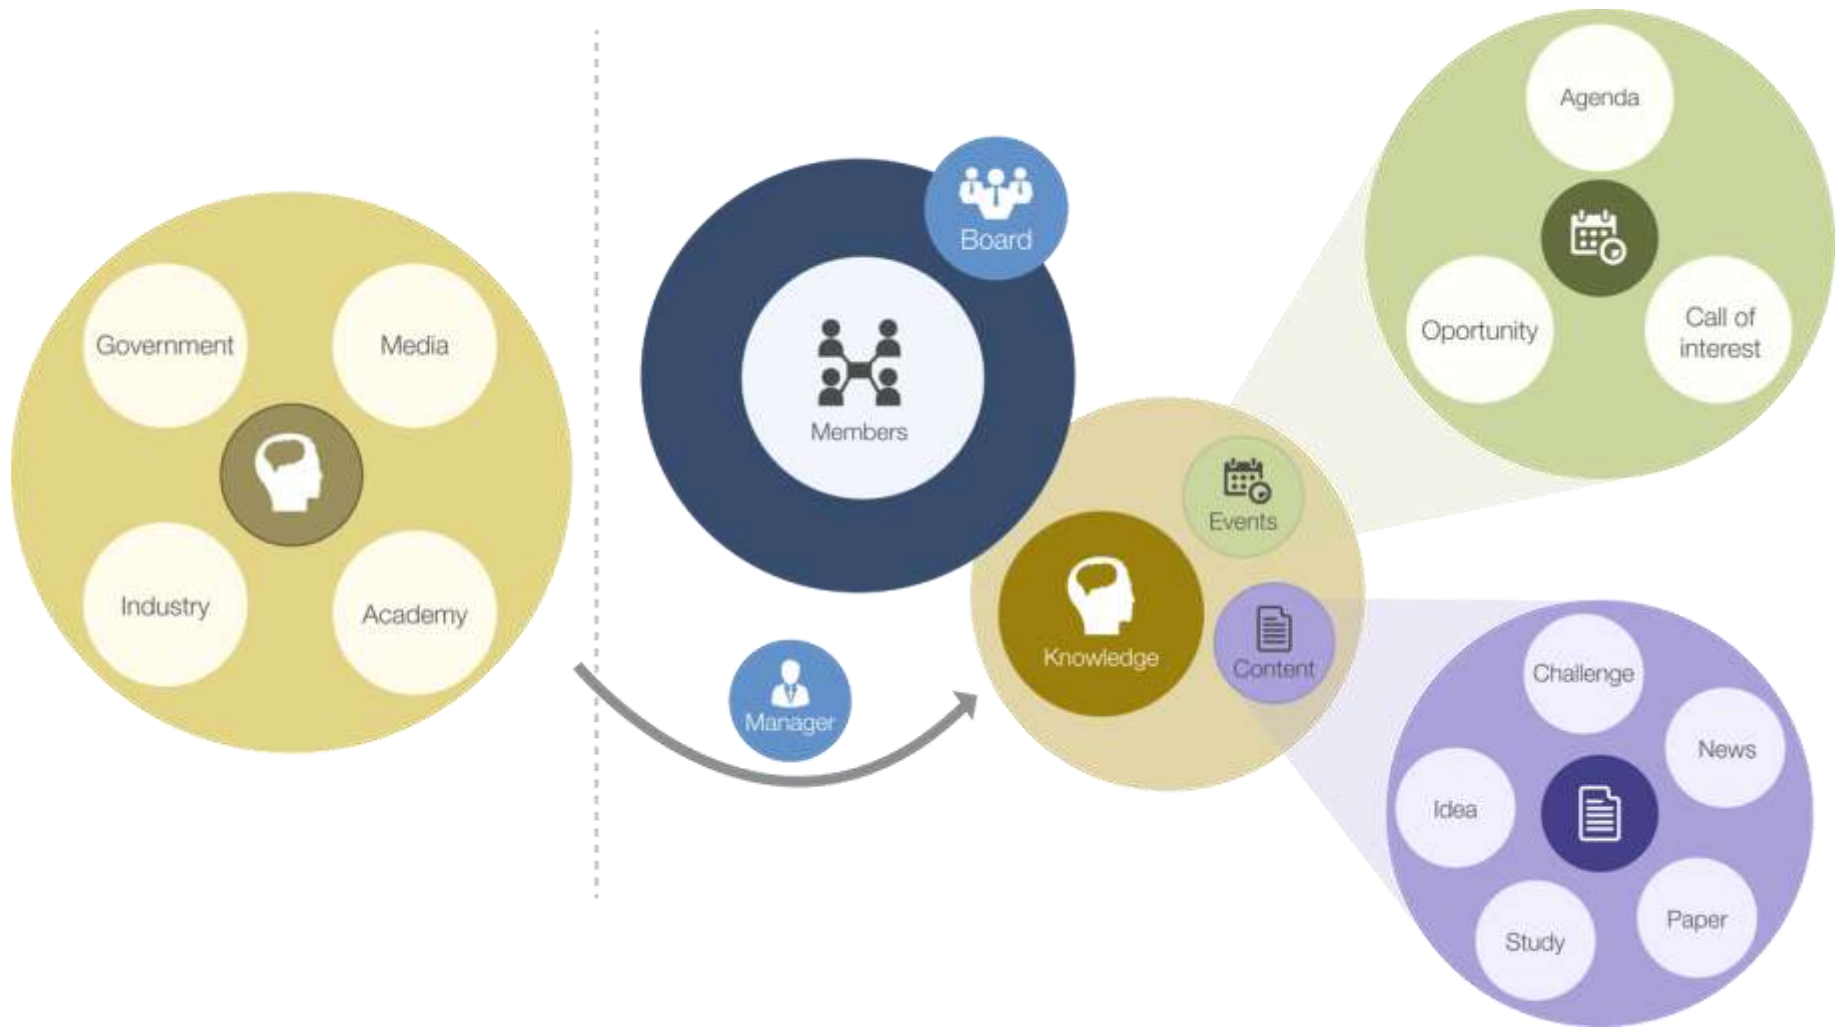 Government
Media
Industry
Academy
Board
Members
Manager
Knowledge
Events
Content
Agenda
Oportunity
Call of
interest
Challenge
News
Idea
Paper
Study